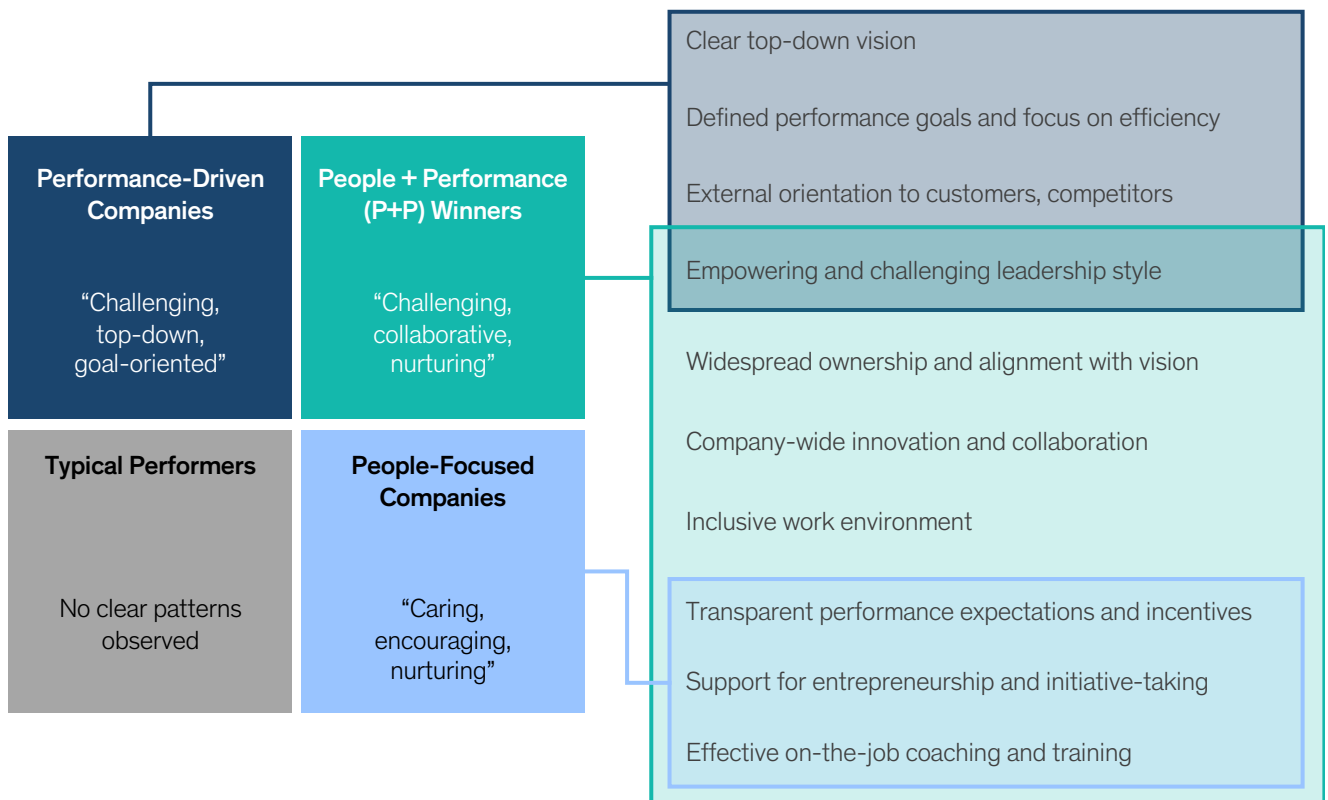 Clear top-down vision
Defined performance goals and focus on efficiency
External orientation to customers, competitors
Empowering and challenging leadership style
Widespread ownership and alignment with vision
Company-wide innovation and collaboration
Inclusive work environment
Transparent performance expectations and incentives
Support for entrepreneurship and initiative-taking
Effective on-the-job coaching and training
Performance-Driven
Companies
“Challenging,
top-down,
goal-oriented”
People + Performance
(P+P) Winners
“Challenging,
collaborative,
nurturing”
Typical Performers
No clear patterns
observed
People-Focused
Companies
“Caring,
encouraging,
nurturing”